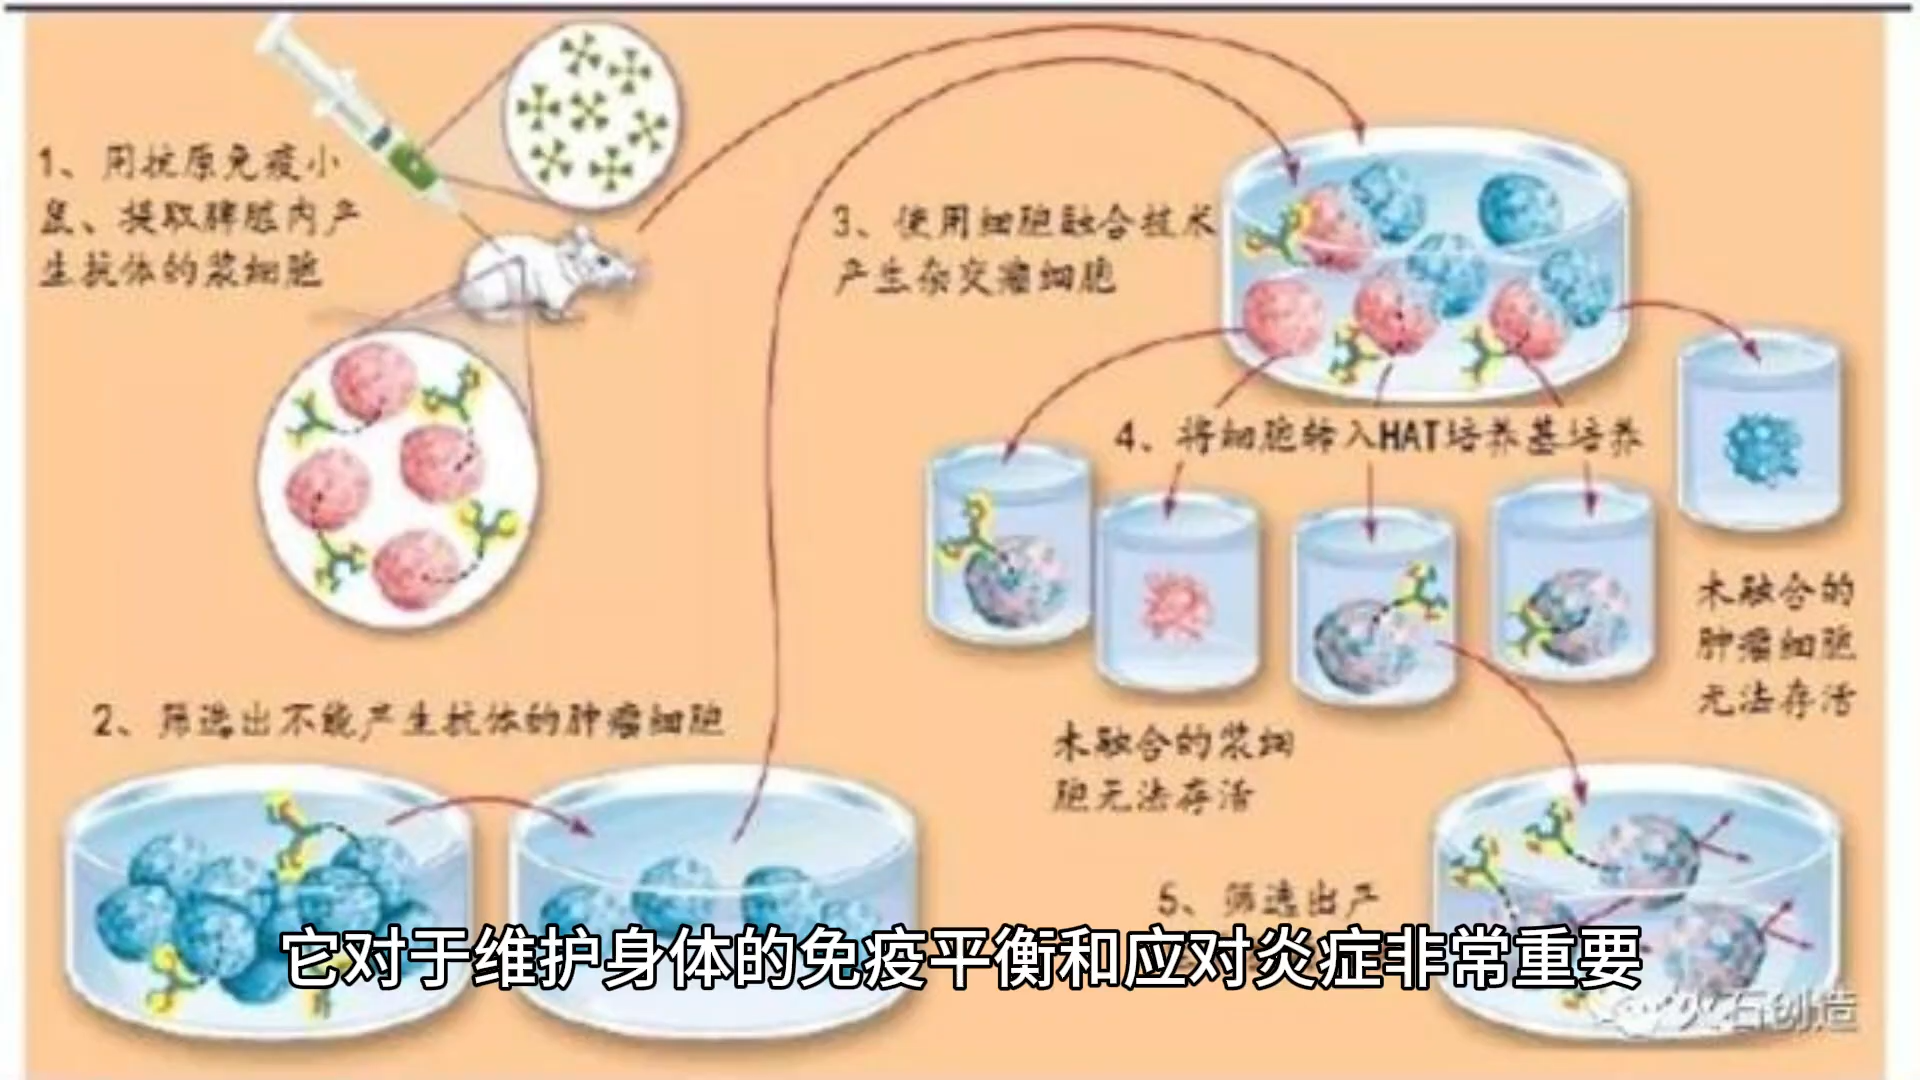 1、用抗原免疫小
鼠、提取脾脏内产
生抗体的浆细胞
2、筛选出不能产生抗体的肿瘤细胞
3、使用细胞融合技术
产生杂交瘤细胞
4、将细胞转入HAT培养基培养
未融合的
肿瘤细胞
无法存活
未融合的浆细
胞无法存活
5、筛选出产
它对于维护身体的免疫平衡和应对炎症非常重要
火石创造